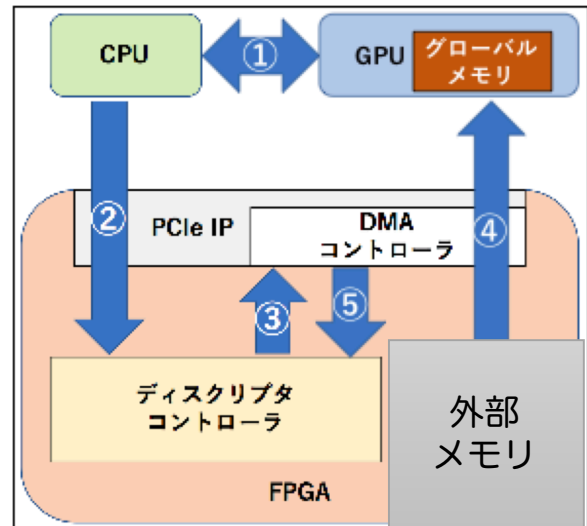 CPU
①
GPU
グローバル
メモリ
②
PCIe IP
DMA
コントローラ
④
③
⑤
ディスクリプタ
コントローラ
外部
メモリ
FPGA